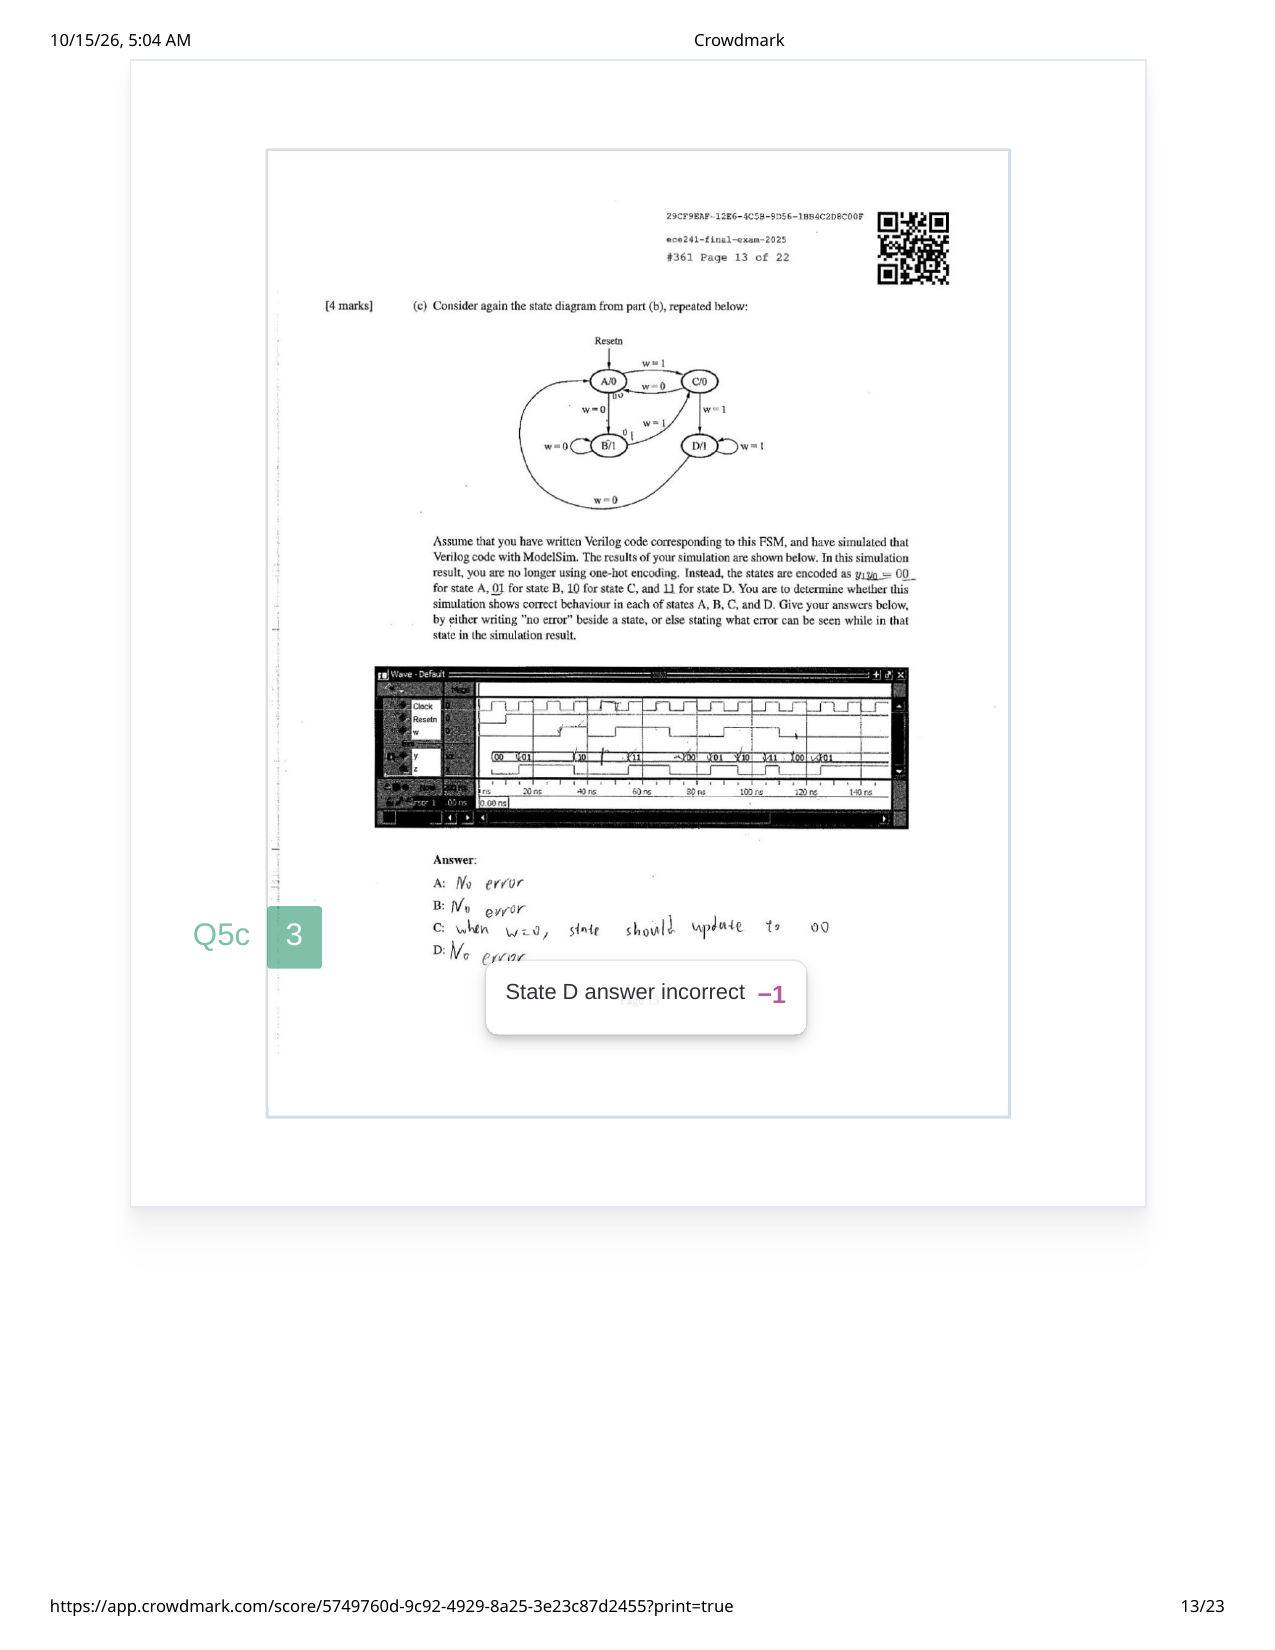 10/15/26, 5:04 AM
Crowdmark
29CF9EAF-12E6-4C5B-9D56-1BB4C2D8C00F
ece241-final-exam-2025
#361 Page 13 of 22
[4 marks] (c) Consider again the state diagram from part (b), repeated below:
Resetn
w = 1
A/0 w = 0 C/0
00
w = 0 w = 1
w = 1
01
w = 0 B/1 D/1 w = 1
w = 0
Assume that you have written Verilog code corresponding to this FSM, and have simulated that
Verilog code with ModelSim. The results of your simulation are shown below. In this simulation
result, you are no longer using one-hot encoding. Instead, the states are encoded as y1y0 = 00
for state A, 01 for state B, 10 for state C, and 11 for state D. You are to determine whether this
simulation shows correct behaviour in each of states A, B, C, and D. Give your answers below,
by either writing "no error" beside a state, or else stating what error can be seen while in that
state in the simulation result.
Wave - Default
Clock
Resetn
w
y 00 01 10 11 00 01 10 11 00 01
z
ns 20 ns 40 ns 60 ns 80 ns 100 ns 120 ns 140 ns
0.00 ns
Answer:
A: No error
B: No error
C: when w=0, state should update to 00
D: No error
Q5c 3
State D answer incorrect –1
https://app.crowdmark.com/score/5749760d-9c92-4929-8a25-3e23c87d2455?print=true
13/23